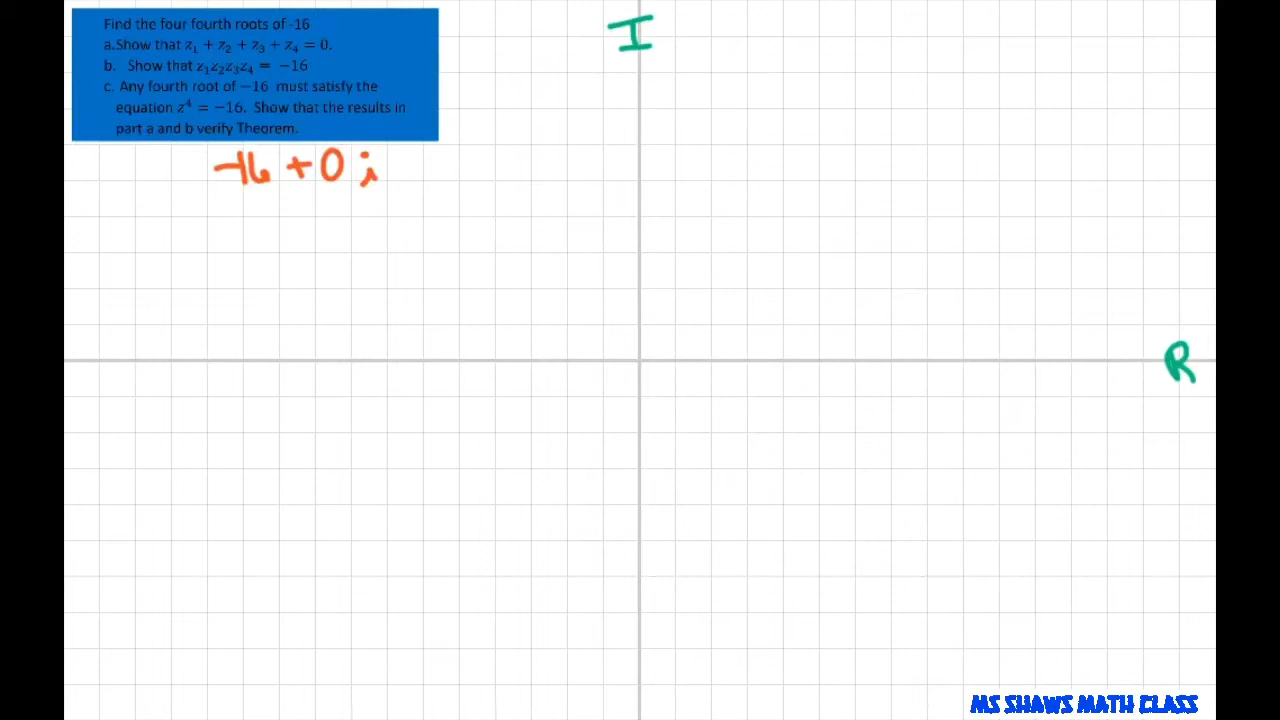 Find the four fourth roots of -16
a.Show that z₁ + z₂ + z₃ + z₄ = 0.
b. Show that z₁z₂z₃z₄ = −16
c. Any fourth root of −16 must satisfy the
equation z⁴ = −16. Show that the results in
part a and b verify Theorem.
-16 + 0 i
I
R
MS SHAWS MATH CLASS